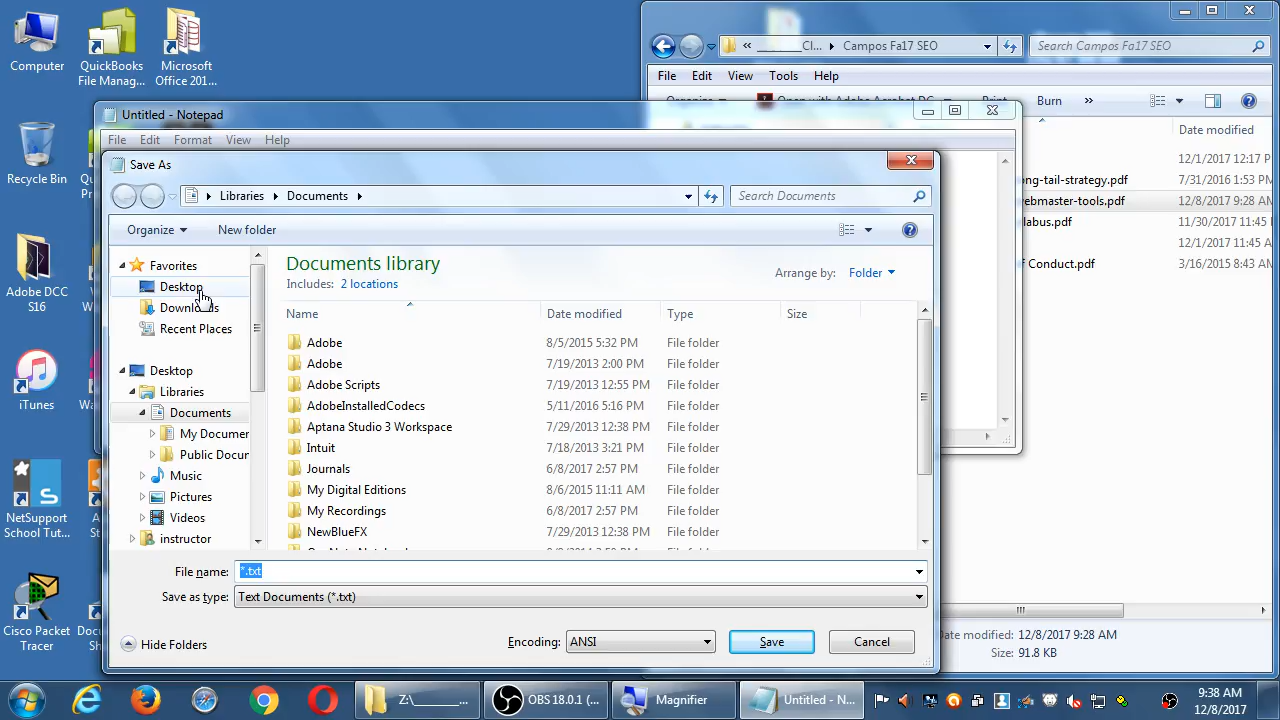 Computer
QuickBooks
File Manag...
Microsoft
Office 201...
Recycle Bin
Adobe DCC
S16
iTunes
NetSupport
School Tut...
Cisco Packet
Tracer
« ________Cl... Campos Fa17 SEO
Search Campos Fa17 SEO
File Edit View Tools Help
Burn »
Date modified
12/1/2017 12:17 P
ong-tail-strategy.pdf 7/31/2016 1:53 PM
ebmaster-tools.pdf 12/8/2017 9:28 AM
labus.pdf 11/30/2017 11:45
12/1/2017 11:45 A
f Conduct.pdf 3/16/2015 8:43 AM
Date modified: 12/8/2017 9:28 AM
Size: 91.8 KB
Untitled - Notepad
File Edit Format View Help
Save As
Libraries Documents
Search Documents
Organize New folder
Favorites
Desktop
Downloads
Recent Places
Desktop
Libraries
Documents
My Documen
Public Docun
Music
Pictures
Videos
instructor
Documents library
Includes: 2 locations
Arrange by: Folder
Name Date modified Type Size
Adobe 8/5/2015 5:32 PM File folder
Adobe 7/19/2013 2:00 PM File folder
Adobe Scripts 7/19/2013 12:55 PM File folder
AdobeInstalledCodecs 5/11/2016 5:16 PM File folder
Aptana Studio 3 Workspace 7/29/2013 12:38 PM File folder
Intuit 7/18/2013 3:21 PM File folder
Journals 6/8/2017 2:57 PM File folder
My Digital Editions 8/6/2015 11:11 AM File folder
My Recordings 6/8/2017 2:57 PM File folder
NewBlueFX 7/29/2013 12:38 PM File folder
File name: *.txt
Save as type: Text Documents (*.txt)
Hide Folders
Encoding: ANSI
Save
Cancel
Z:\_______...
OBS 18.0.1 (...
Magnifier
Untitled - N...
9:38 AM
12/8/2017